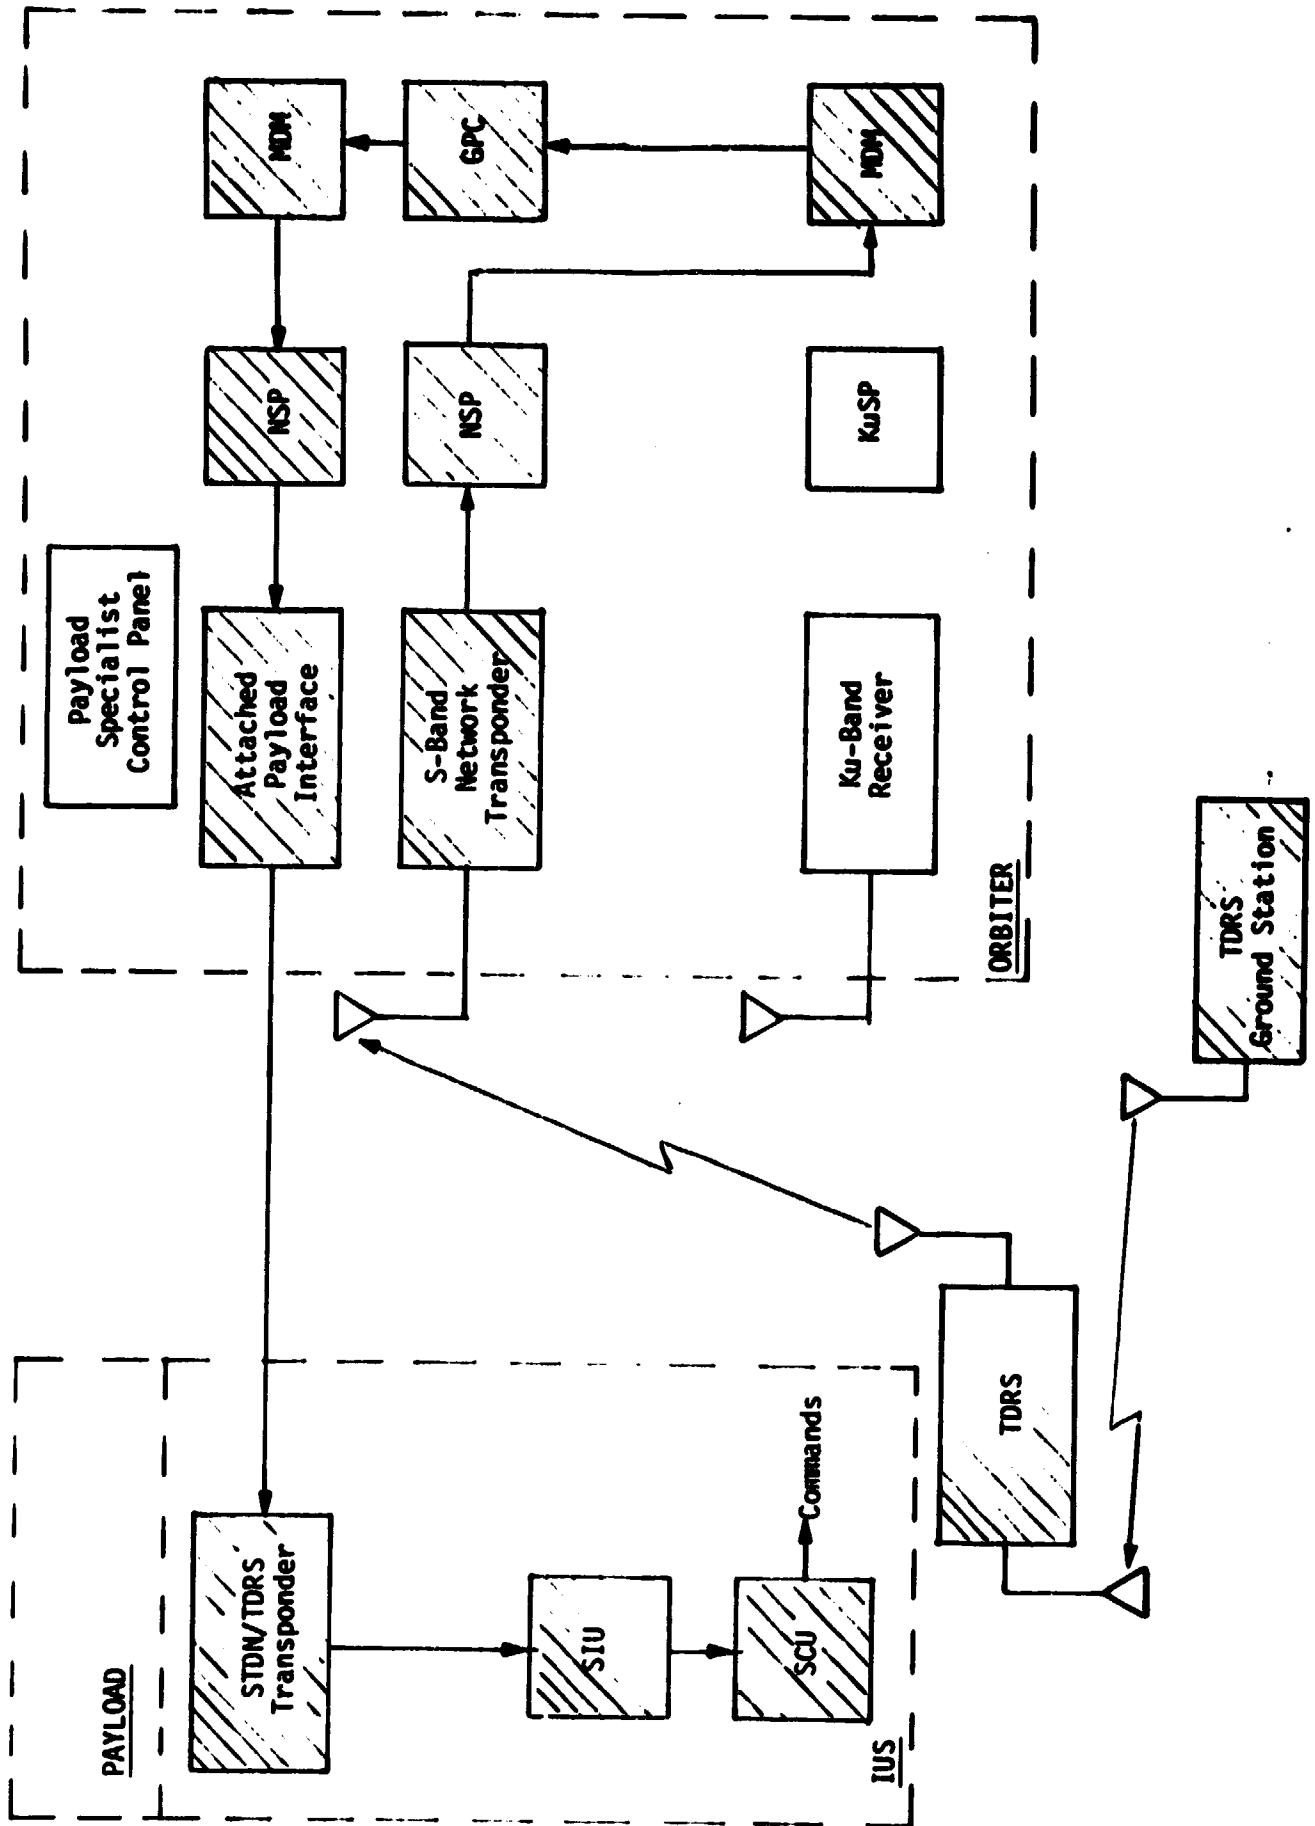 PAYLOAD
STDN/TDRS
Transponder
SIU
SCU
Commands
IUS
Payload
Specialist
Control Panel
Attached
Payload
Interface
NSP
MDM
S-Band
Network
Transponder
NSP
GPC
Ku-Band
Receiver
KuSP
MDM
ORBITER
TDRS
TDRS
Ground Station